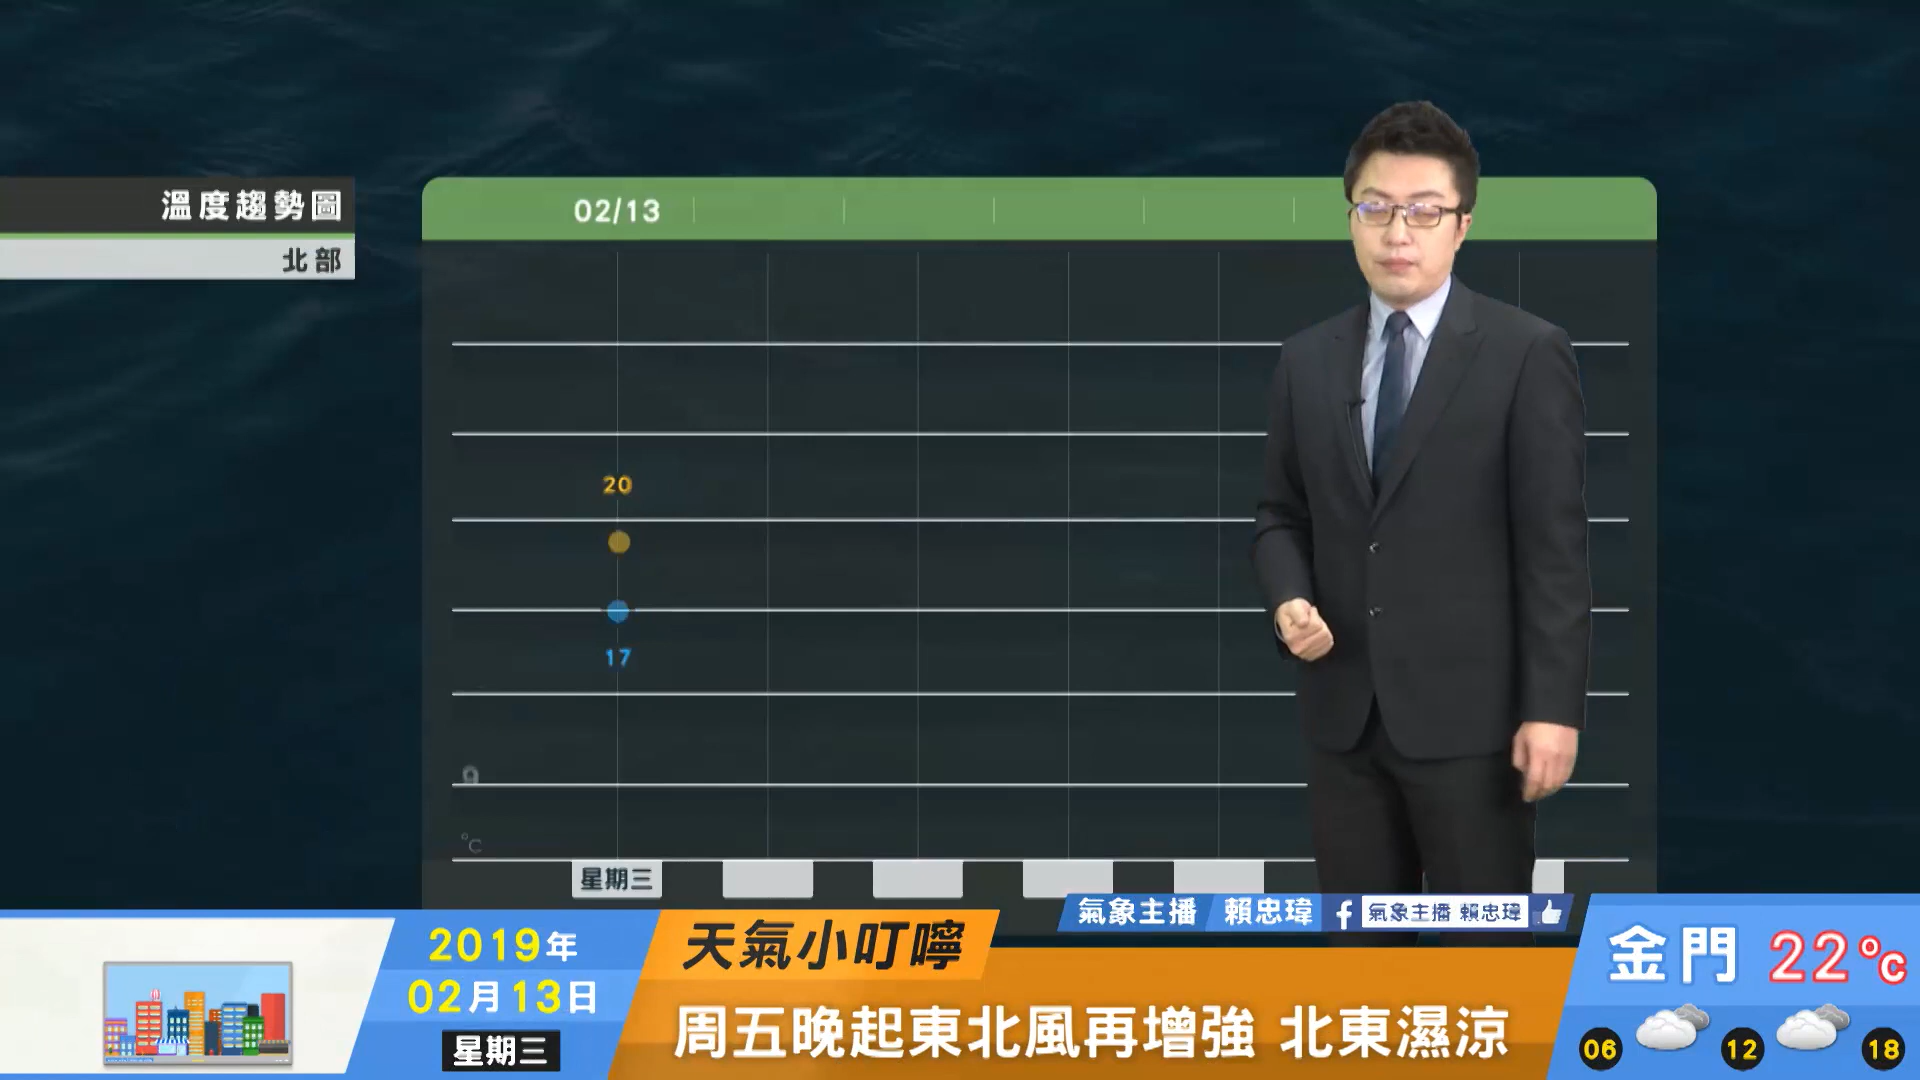 溫度趨勢圖
北部
02/13
20
17
9
°C
星期三
氣象主播 賴忠瑋 f 氣象主播 賴忠瑋
2019年
02月13日
星期三
天氣小叮嚀
周五晚起東北風再增強 北東濕涼
金門 22°C
06 12 18